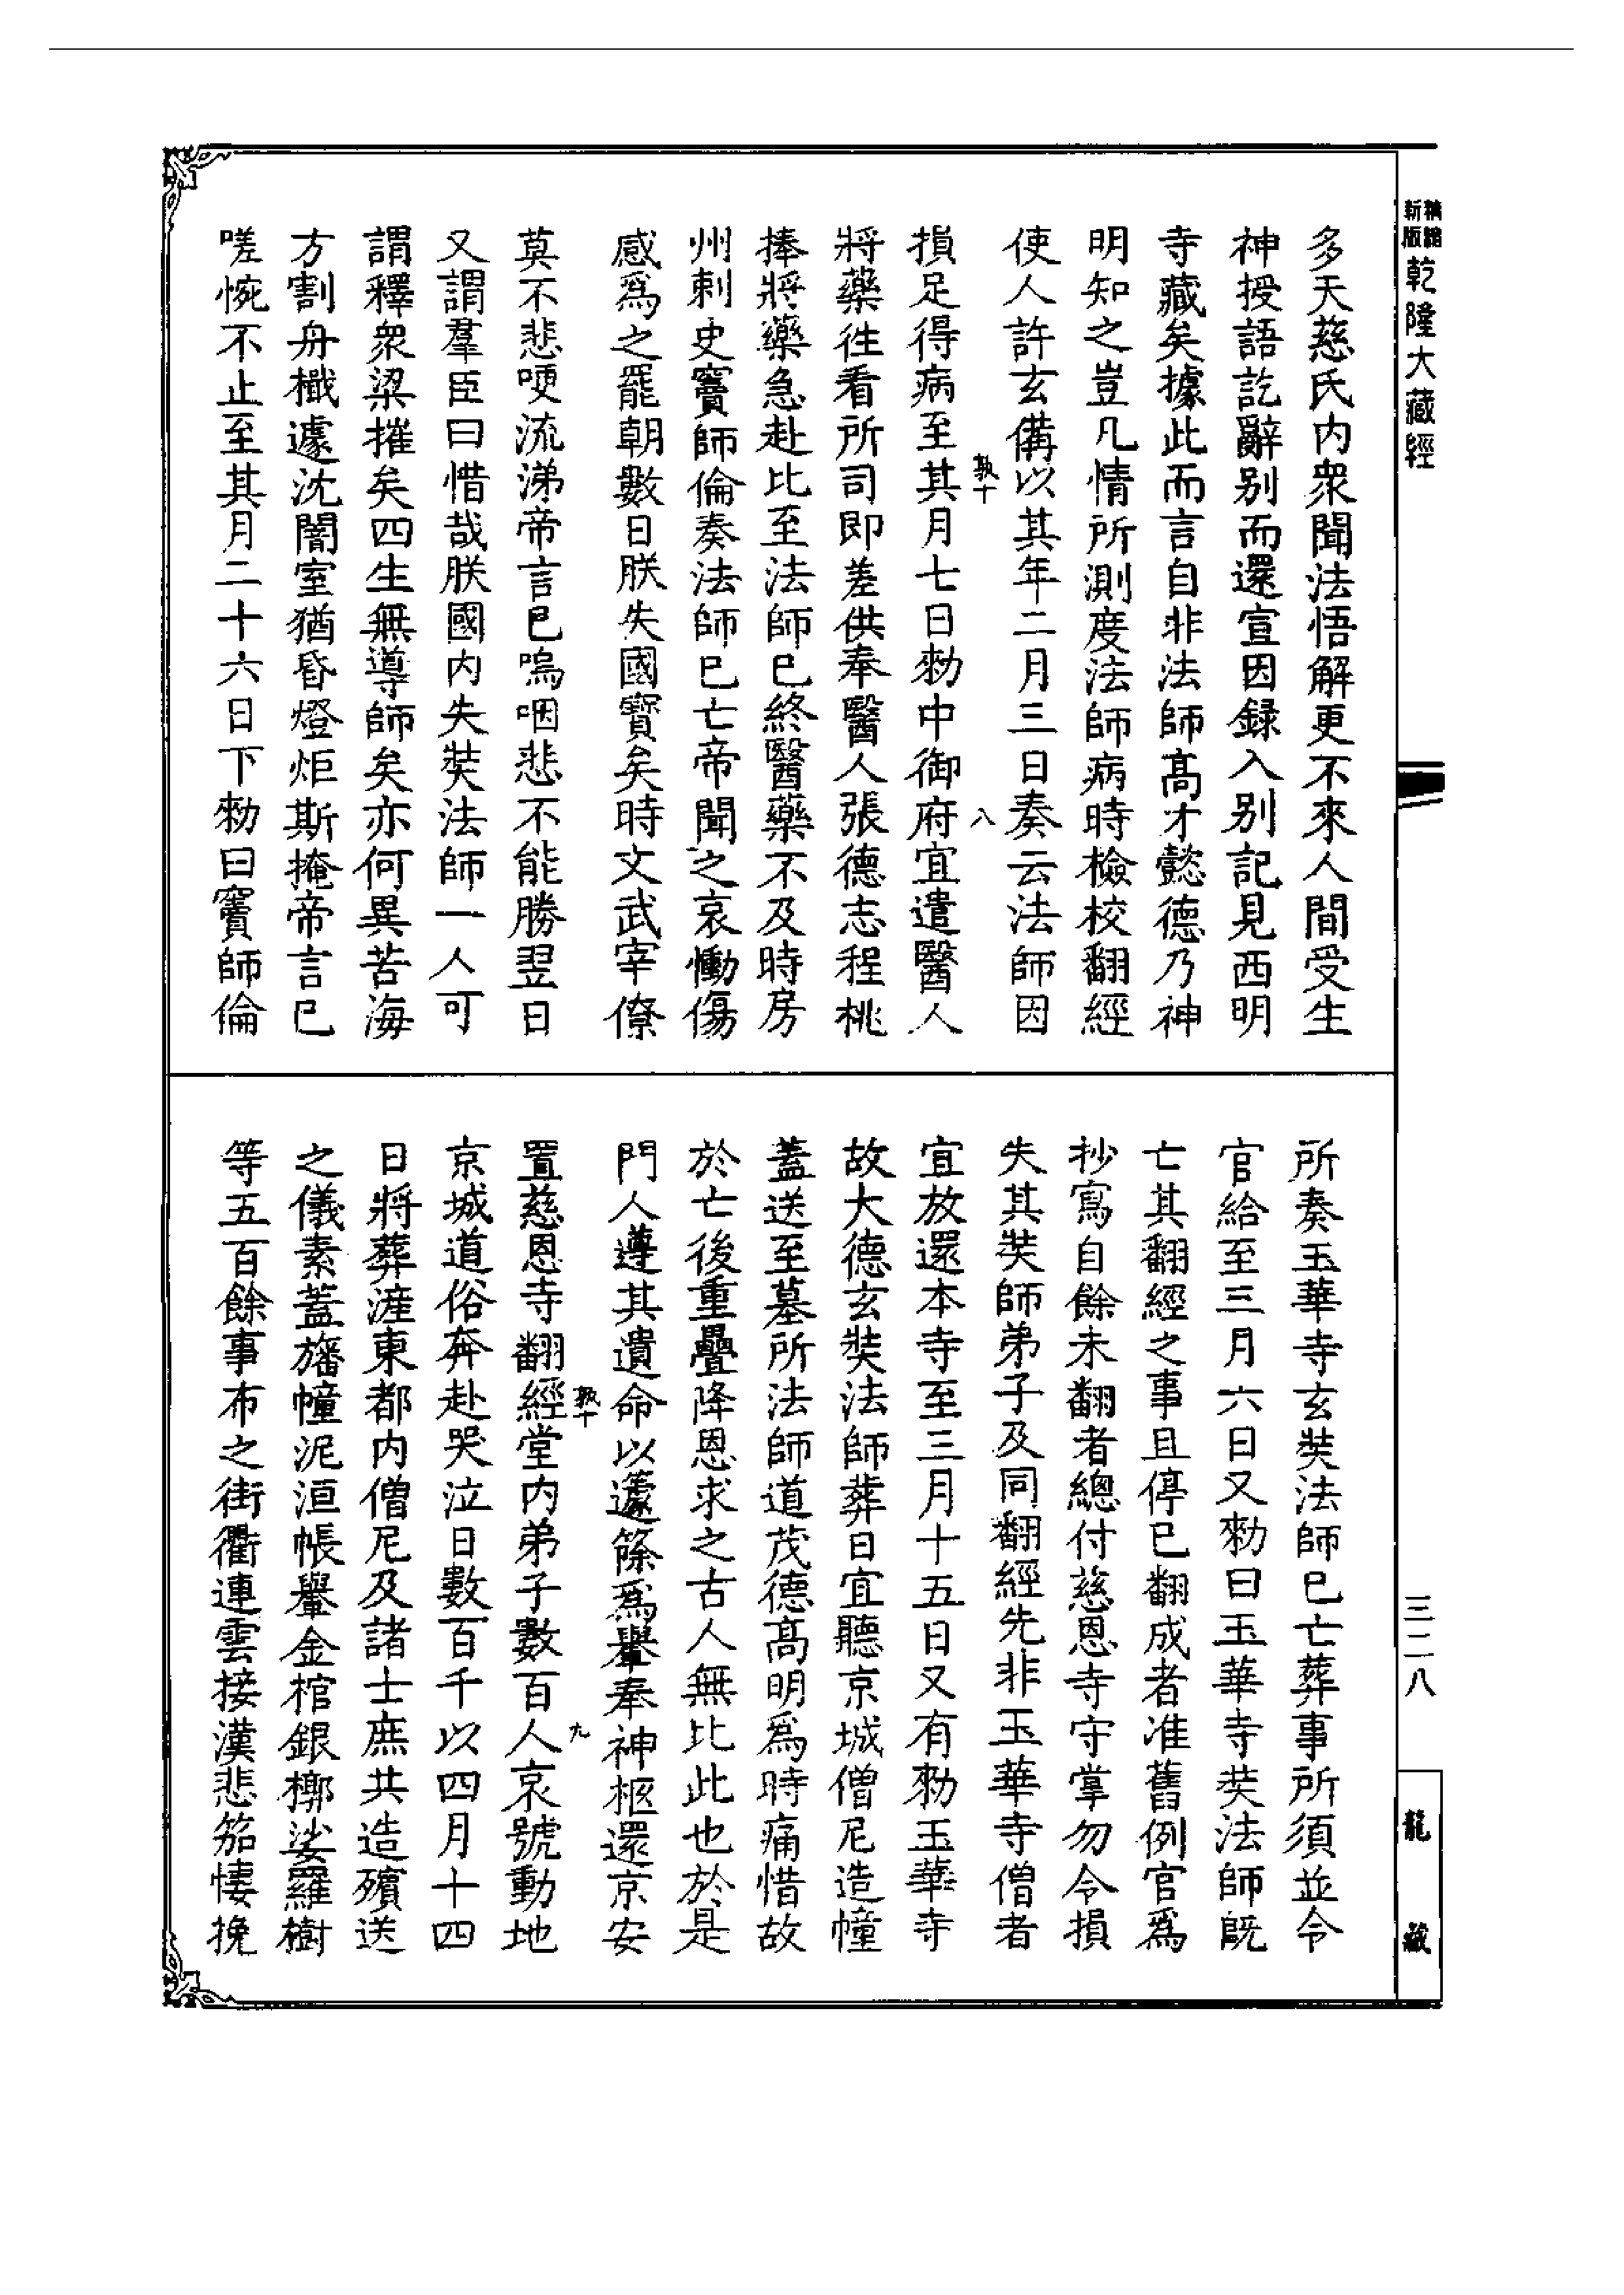 新編縮版乾隆大藏經
多天慈氏内衆聞法悟解更不來人間受生
神授語訖辭别而還宣因録入别記見西明
寺藏矣據此而言自非法師髙才懿德乃神
明知之豈凡情所測度法師病時檢校翻經
使人許玄備以其年二月三日奏云法師因
損足得病至其月七日勑中御府宜遣醫人
將藥往看所司即差供奉醫人張德志程桃
捧將藥急赴比至法師已終醫藥不及時房
州刺史竇師倫奏法師已亡帝聞之哀慟傷
感爲之罷朝數日朕失國寶矣時文武宰僚
莫不悲哽流涕帝言已嗚咽悲不能勝翌日
又謂羣臣曰惜哉朕國内失奘法師一人可
謂釋衆梁摧矣四生無導師矣亦何異苦海
方割舟檝遽沈闇室猶昏燈炬斯掩帝言已
嗟惋不止至其月二十六日下勑曰竇師倫
所奏玉華寺玄奘法師已亡葬事所須並令
官給至三月六日又勑曰玉華寺奘法師既
亡其翻經之事且停已翻成者准舊例官爲
抄寫自餘未翻者總付慈恩寺守掌勿令損
失其奘師弟子及同翻經先非玉華寺僧者
宜放還本寺至三月十五日又有勑玉華寺
故大德玄奘法師葬日宜聽京城僧尼造幢
蓋送至墓所法師道茂德髙明爲時痛惜故
於亡後重疊降恩求之古人無比此也於是
門人遵其遺命以籧篨爲轝奉神柩還京安
置慈恩寺翻經堂内弟子數百人哀號動地
京城道俗奔赴哭泣日數百千以四月十四
日將葬滻東都内僧尼及諸士庶共造殯送
之儀素蓋旛幢泥洹帳轝金棺銀槨娑羅樹
等五百餘事布之街衢連雲接漢悲笳悽挽
孰十
八
孰十
九
三二八
龍藏